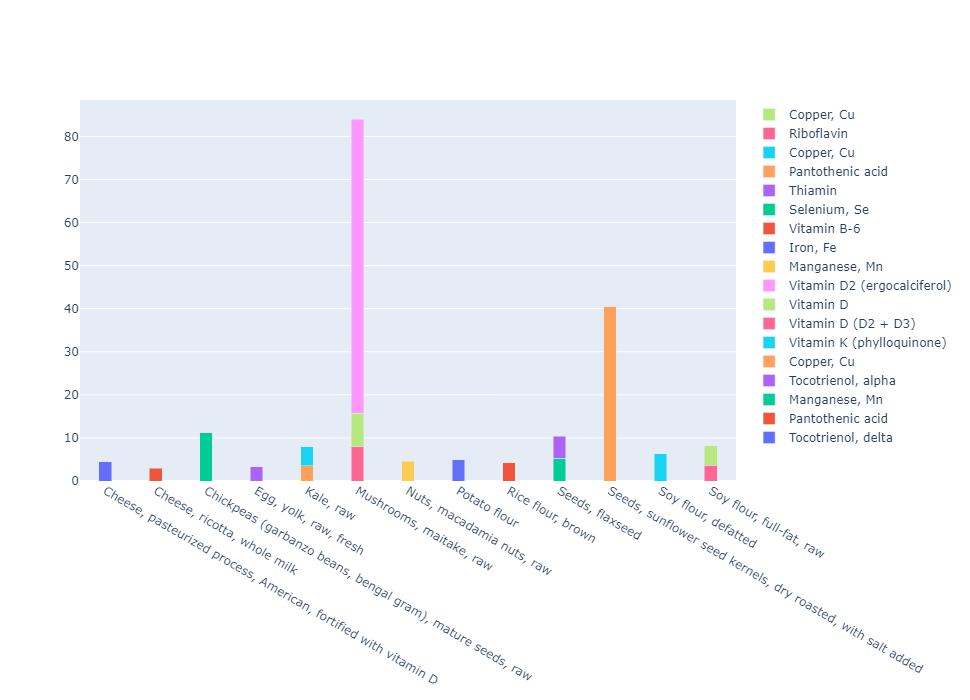 80
70
60
50
40
30
20
10
0
Cheese, pasteurized process, American, fortified with vitamin D
Cheese, ricotta, whole milk
Chickpeas (garbanzo beans, bengal gram), mature seeds, raw
Egg, yolk, raw, fresh
Kale, raw
Mushrooms, maitake, raw
Nuts, macadamia nuts, raw
Potato flour
Rice flour, brown
Seeds, flaxseed
Seeds, sunflower seed kernels, dry roasted, with salt added
Soy flour, defatted
Soy flour, full-fat, raw
Copper, Cu
Riboflavin
Copper, Cu
Pantothenic acid
Thiamin
Selenium, Se
Vitamin B-6
Iron, Fe
Manganese, Mn
Vitamin D2 (ergocalciferol)
Vitamin D
Vitamin D (D2 + D3)
Vitamin K (phylloquinone)
Copper, Cu
Tocotrienol, alpha
Manganese, Mn
Pantothenic acid
Tocotrienol, delta